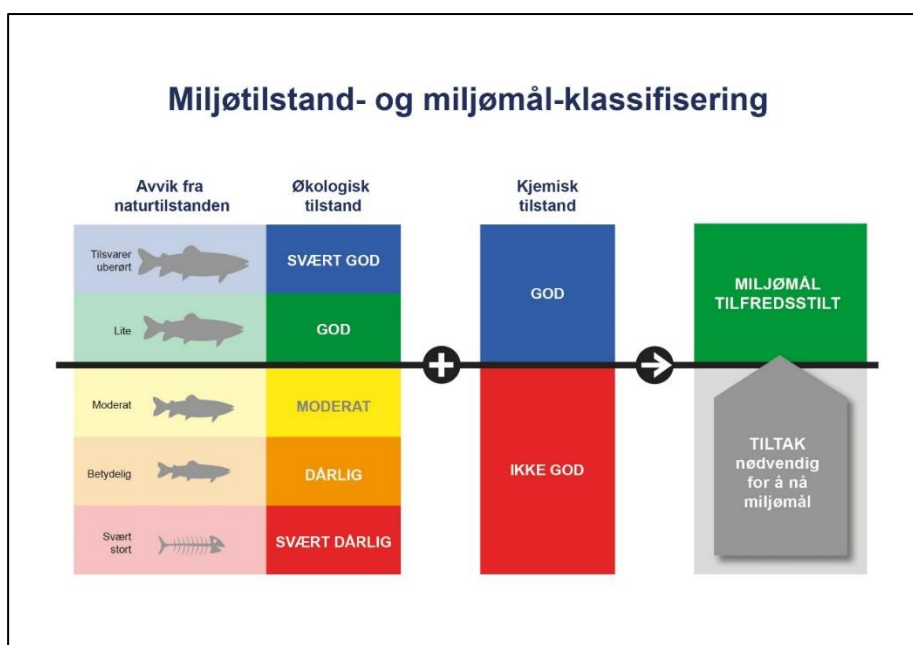 Miljøtilstand- og miljømål-klassifisering
Avvik fra
naturtilstanden
Økologisk
tilstand
Kjemisk
tilstand
Tilsvarer
uberørt
SVÆRT GOD
Lite
GOD
Moderat
MODERAT
Betydelig
DÅRLIG
Svært
stort
SVÆRT DÅRLIG
GOD
IKKE GOD
MILJØMÅL
TILFREDSSTILT
TILTAK
nødvendig
for å nå
miljømål